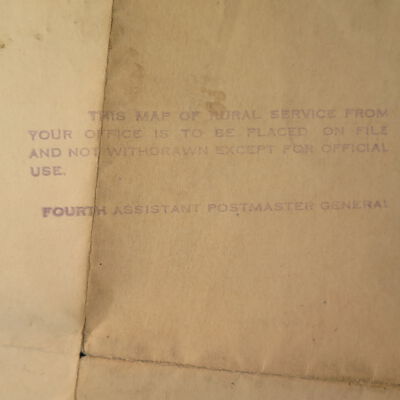 THIS MAP OF RURAL SERVICE FROM
YOUR OFFICE IS TO BE PLACED ON FILE
AND NOT WITHDRAWN EXCEPT FOR OFFICIAL
USE.
FOURTH ASSISTANT POSTMASTER GENERAL